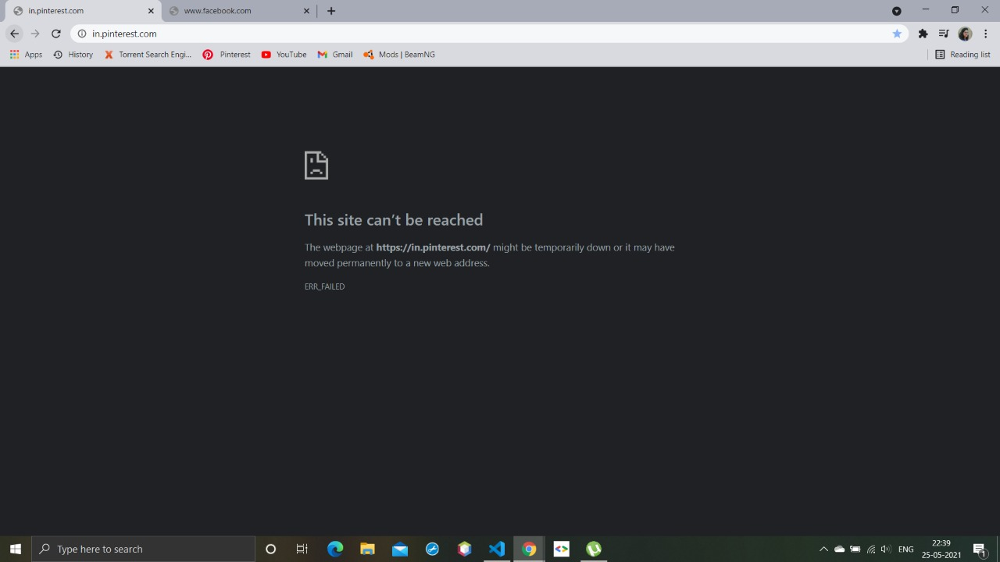 in.pinterest.com
www.facebook.com
in.pinterest.com
Apps
History
Torrent Search Engi...
Pinterest
YouTube
Gmail
Mods | BeamNG
Reading list
This site can't be reached
The webpage at https://in.pinterest.com/ might be temporarily down or it may have
moved permanently to a new web address.
ERR_FAILED
Type here to search
ENG
22:39
25-05-2021
1